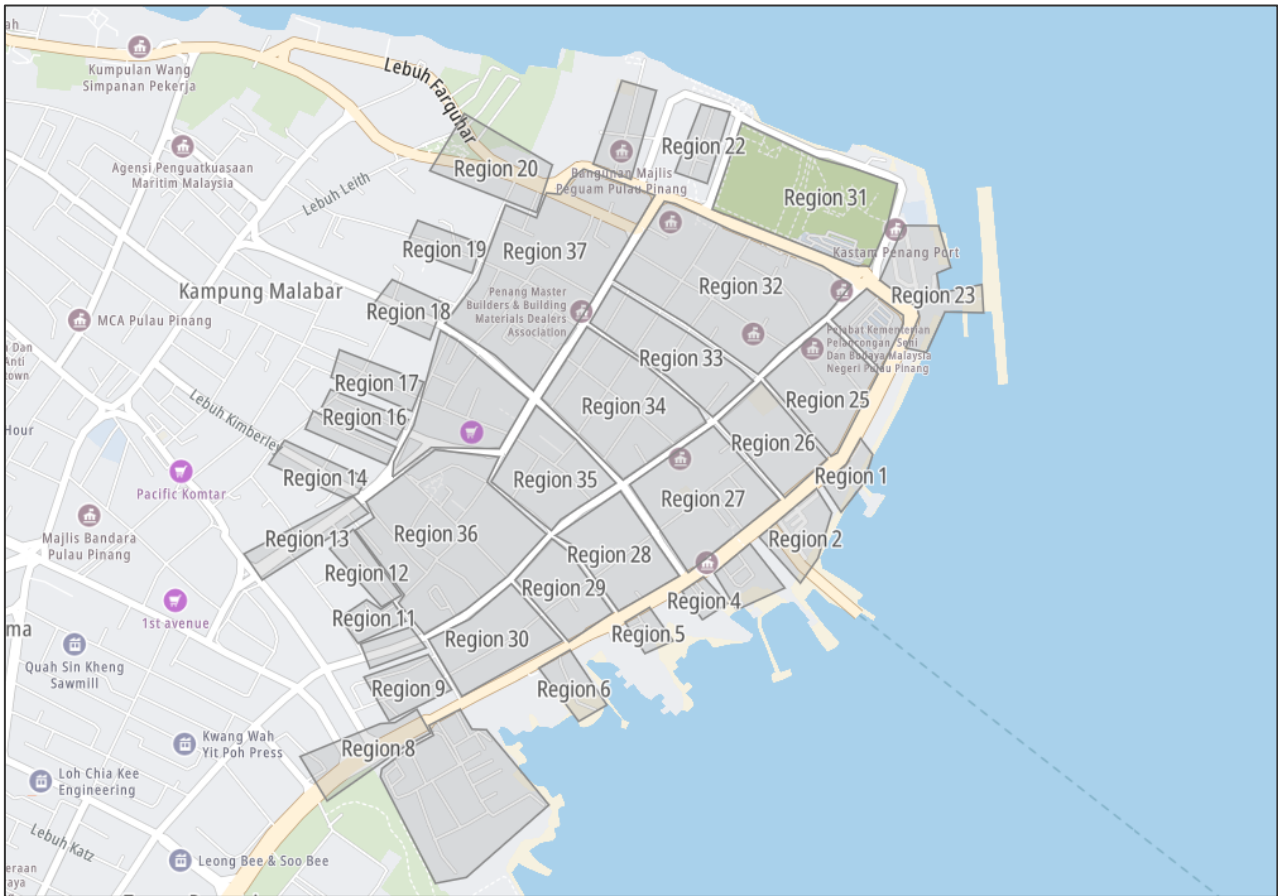 ah
Kumpulan Wang
Simpanan Pekerja
Lebuh Farquhar
Agensi Penguatkuasaan
Maritim Malaysia
Lebuh Leith
Region 20
Bangunan Majlis
Peguam Pulau Pinang
Region 22
Region 31
Region 19
Region 37
Kastam Penang Port
Kampung Malabar
Region 18
Penang Master
Builders & Building
Materials Dealers
Association
Region 32
Region 23
MCA Pulau Pinang
Pejabat Kementerian
Pelancongan, Seni
Dan Budaya Malaysia
Negeri Pulau Pinang
Dan
Anti
town
Region 17
Region 33
Region 16
Region 34
Region 25
Lebuh Kimberley
Hour
Region 14
Region 26
Pacific Komtar
Region 35
Region 1
Region 27
Majlis Bandara
Pulau Pinang
Region 13
Region 36
Region 2
Region 12
Region 28
Region 29
1st avenue
Region 11
Region 4
ma
Region 30
Region 5
Quah Sin Kheng
Sawmill
Region 9
Region 6
Kwang Wah
Yit Poh Press
Region 8
Loh Chia Kee
Engineering
Lebuh Katz
Leong Bee & Soo Bee
eraan
aya